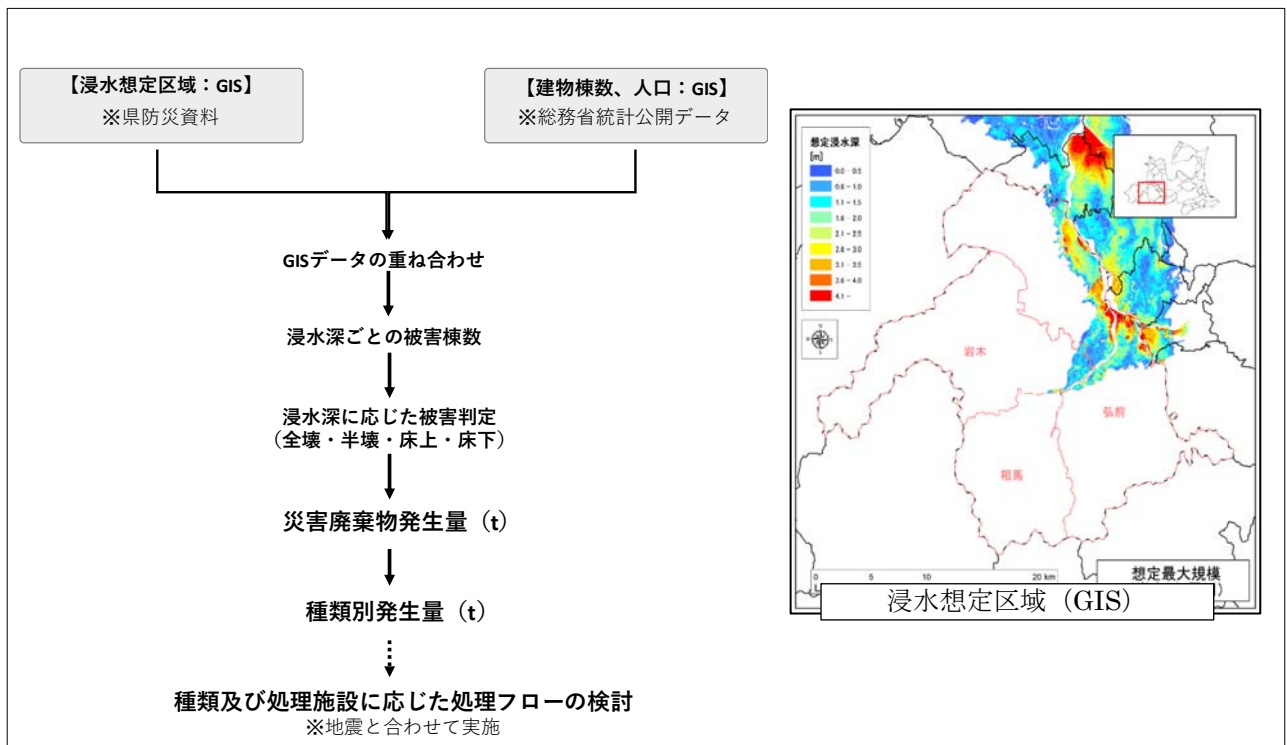 【浸水想定区域：GIS】
※県防災資料
【建物棟数、人口：GIS】
※総務省統計公開データ
GISデータの重ね合わせ
浸水深ごとの被害棟数
浸水深に応じた被害判定
（全壊・半壊・床上・床下）
災害廃棄物発生量（t）
種類別発生量（t）
種類及び処理施設に応じた処理フローの検討
※地震と合わせて実施
想定浸水深
[m]
0.0 - 0.5
0.6 - 1.0
1.1 - 1.5
1.6 - 2.0
2.1 - 2.5
2.6 - 3.0
3.1 - 3.5
3.6 - 4.0
4.1 -
岩木
弘前
相馬
0 5 10 20 km
想定最大規模
浸水想定区域（GIS）